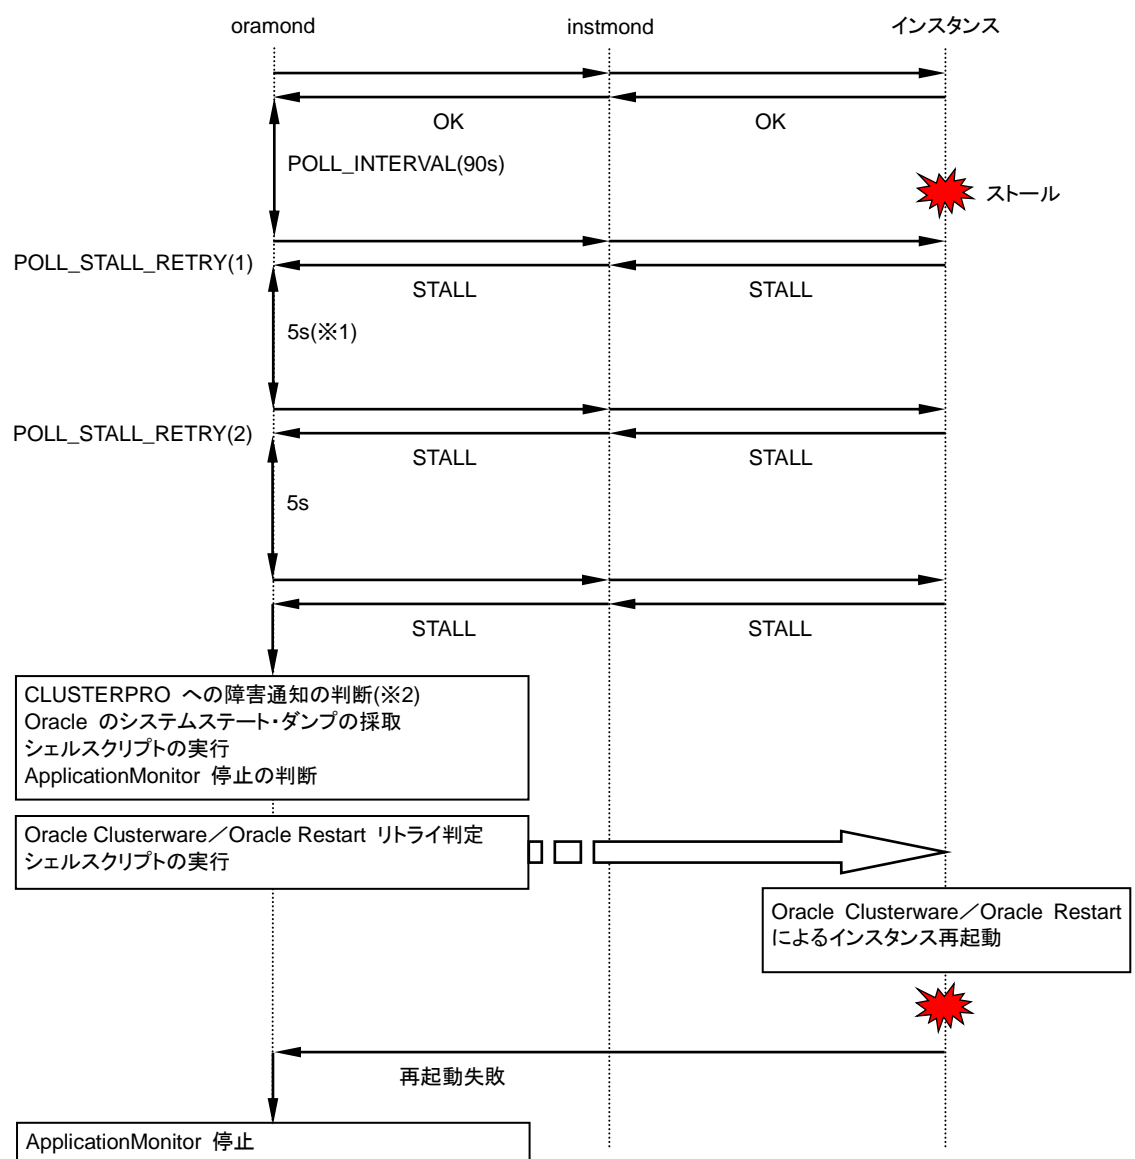 oramond instmond インスタンス
OK OK
POLL_INTERVAL(90s)
ストール
POLL_STALL_RETRY(1)
STALL STALL
5s(※1)
POLL_STALL_RETRY(2)
STALL STALL
5s
STALL STALL
CLUSTERPRO への障害通知の判断(※2)
Oracle のシステムステート・ダンプの採取
シェルスクリプトの実行
ApplicationMonitor 停止の判断
Oracle Clusterware／Oracle Restart リトライ判定
シェルスクリプトの実行
Oracle Clusterware／Oracle Restart
によるインスタンス再起動
再起動失敗
ApplicationMonitor 停止